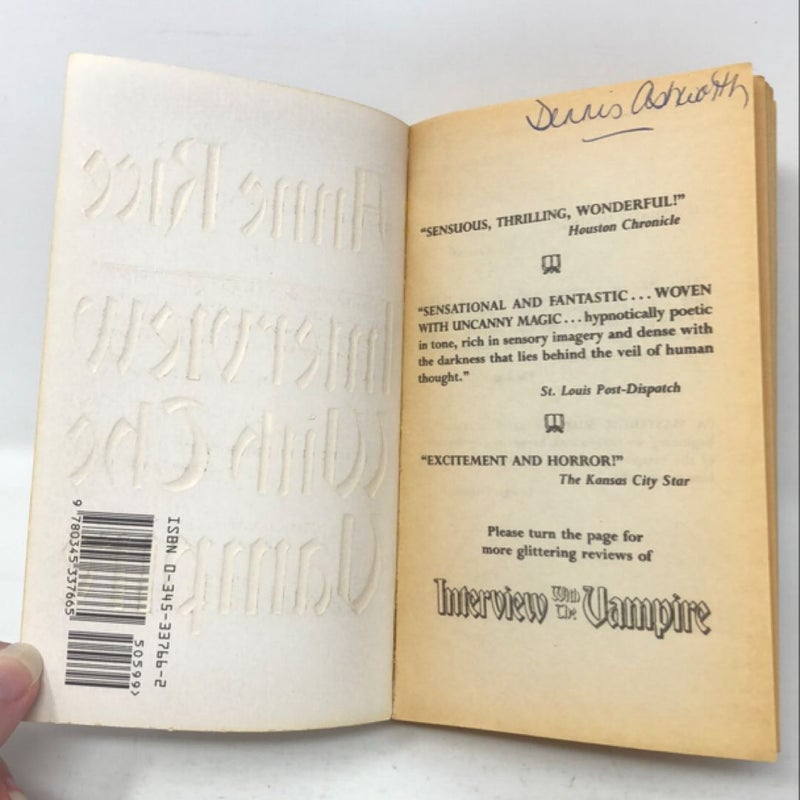 Anne Rice
Interview
With The
Vamp
ISBN 0-345-33766-2
9 780345 337665
50599>
Dennis Ashworth
“SENSUOUS, THRILLING, WONDERFUL!”
Houston Chronicle
“SENSATIONAL AND FANTASTIC . . . WOVEN
WITH UNCANNY MAGIC . . . hypnotically poetic
in tone, rich in sensory imagery and dense with
the darkness that lies behind the veil of human
thought.”
St. Louis Post-Dispatch
“EXCITEMENT AND HORROR!”
The Kansas City Star
Please turn the page for
more glittering reviews of
Interview With The Vampire